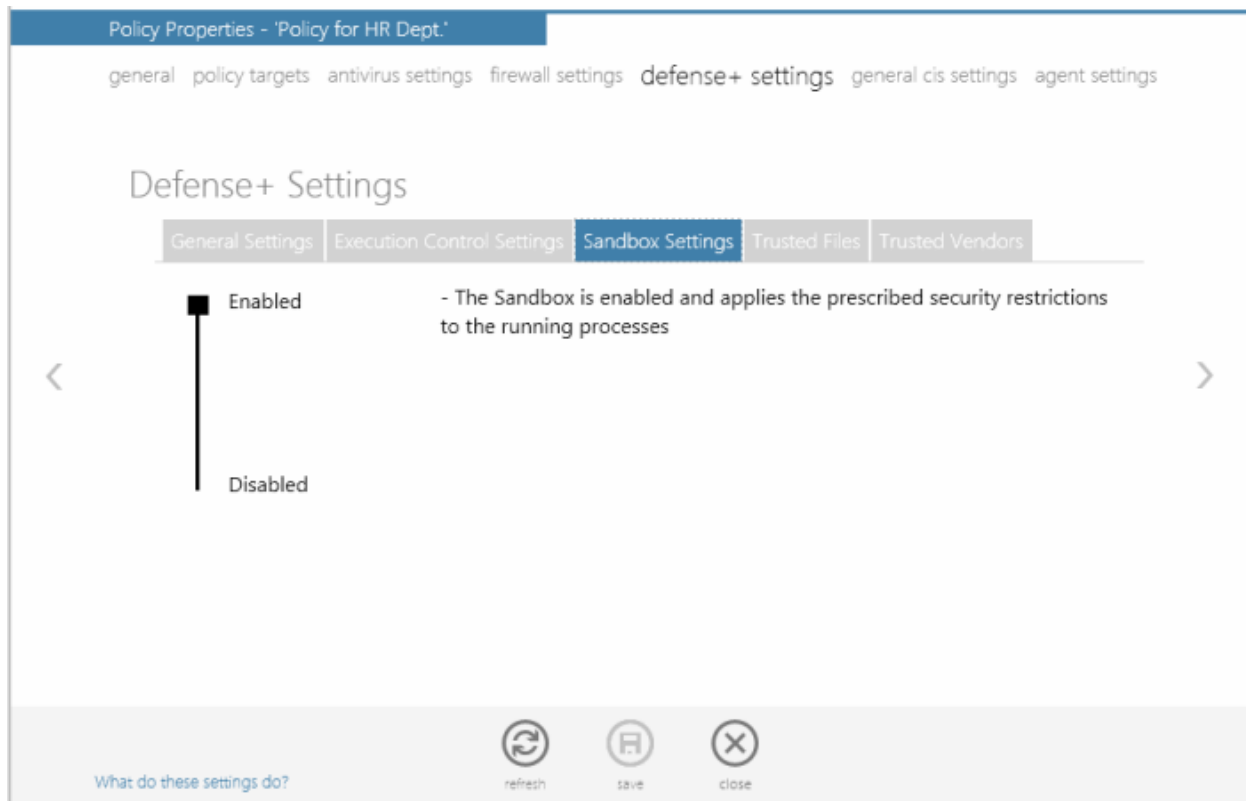 Policy Properties - 'Policy for HR Dept.'
general policy targets antivirus settings firewall settings defense+ settings general cis settings agent settings
Defense+ Settings
General Settings Execution Control Settings Sandbox Settings Trusted Files Trusted Vendors
Enabled
- The Sandbox is enabled and applies the prescribed security restrictions
to the running processes
Disabled
What do these settings do?
refresh save close